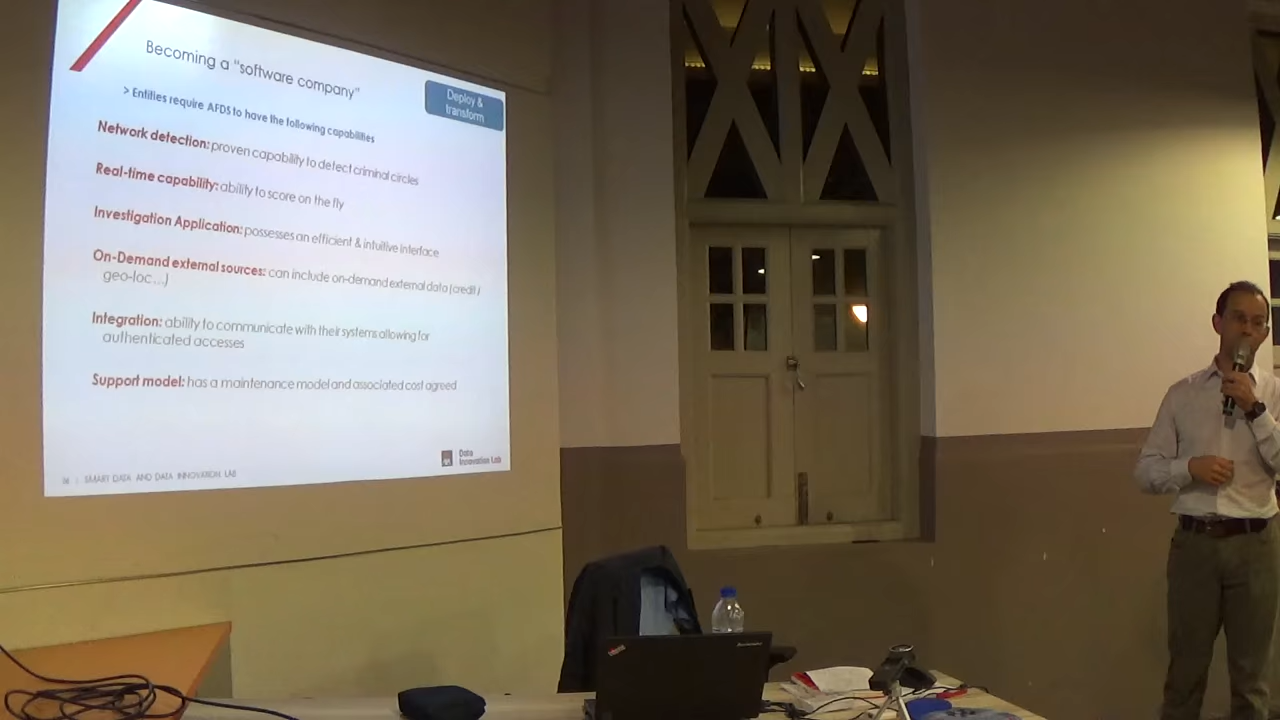 Becoming a "software company"
Deploy &
transform
> Entities require AFDS to have the following capabilities
Network detection: proven capability to detect criminal circles
Real-time capability: ability to score on the fly
Investigation Application: possesses an efficient & intuitive interface
On-Demand external sources: can include on-demand external data (credit /
geo-loc…)
Integration: ability to communicate with their systems allowing for
authenticated accesses
Support model: has a maintenance model and associated cost agreed
AXA
Data
Innovation Lab
| SMART DATA AND DATA INNOVATION LAB